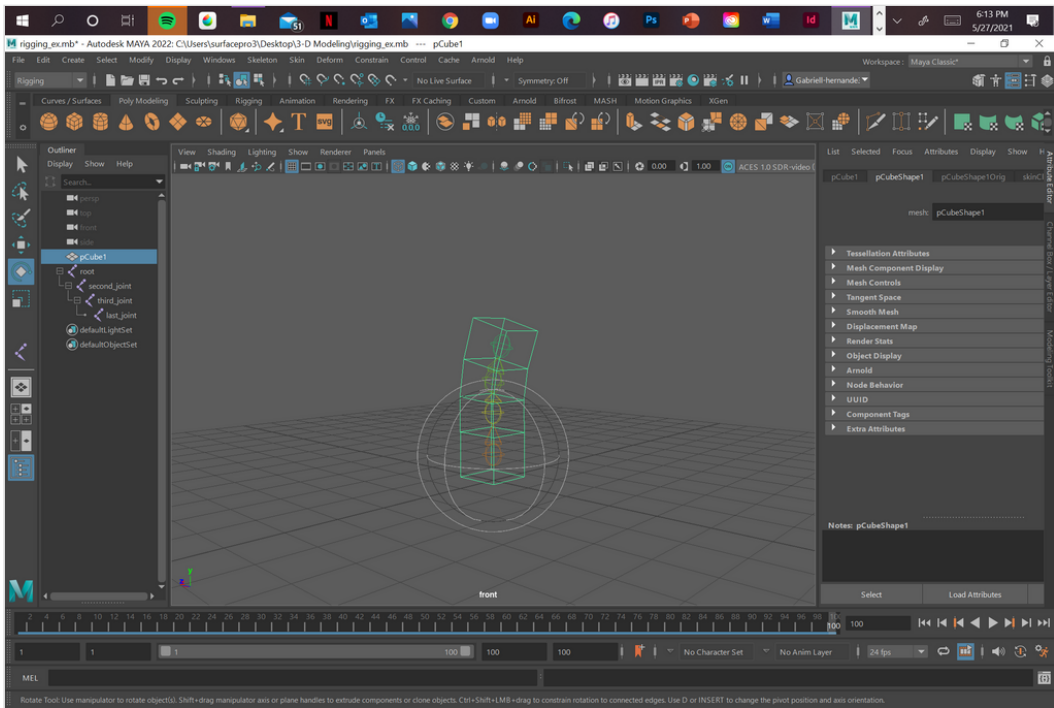 51
N
Ai
Ps
Id
M
6:13 PM
5/27/2021
rigging_ex.mb* - Autodesk MAYA 2022: C:\Users\surfacepro3\Desktop\3-D Modeling\rigging_ex.mb --- pCube1
File Edit Create Select Modify Display Windows Skeleton Skin Deform Constrain Control Cache Arnold Help
Workspace: Maya Classic*
Rigging
No Live Surface
Symmetry: Off
Gabriell-hernande.
Curves / Surfaces Poly Modeling Sculpting Rigging Animation Rendering FX FX Caching Custom Arnold Bifrost MASH Motion Graphics XGen
T
svg
Outliner
Display Show Help
Search...
persp
top
front
side
pCube1
root
second_joint
third_joint
last_joint
defaultLightSet
defaultObjectSet
View Shading Lighting Show Renderer Panels
0.00
1.00
ACES 1.0 SDR-video
y
z
front
List Selected Focus Attributes Display Show
pCube1 pCubeShape1 pCubeShape1Orig skinCl
mesh: pCubeShape1
Tessellation Attributes
Mesh Component Display
Mesh Controls
Tangent Space
Smooth Mesh
Displacement Map
Render Stats
Object Display
Arnold
Node Behavior
UUID
Component Tags
Extra Attributes
Notes: pCubeShape1
Select
Load Attributes
Attribute Editor
Channel Box / Layer Editor
Modeling Toolkit
M
2 4 6 8 10 12 14 16 18 20 22 24 26 28 30 32 34 36 38 40 42 44 46 48 50 52 54 56 58 60 62 64 66 68 70 72 74 76 78 80 82 84 86 88 90 92 94 96 98
100
100
1
1
1
100
100
100
No Character Set
No Anim Layer
24 fps
MEL
Rotate Tool: Use manipulator to rotate object(s). Shift+drag manipulator axis or plane handles to extrude components or clone objects. Ctrl+Shift+LMB+drag to constrain rotation to connected edges. Use D or INSERT to change the pivot position and axis orientation.